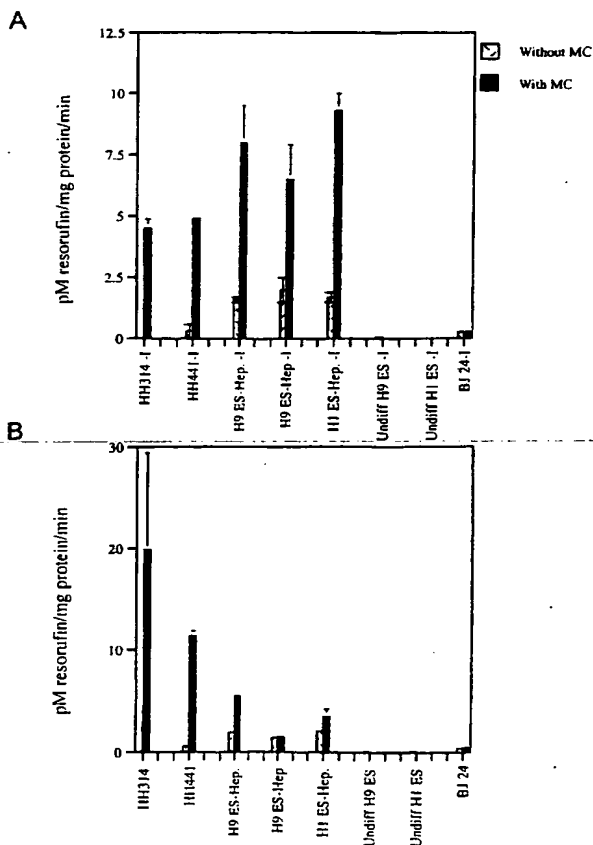 A
12.5
10
7.5
5
2.5
0
pM resorufin/mg protein/min
Without MC
With MC
HH314 -I
HH441-I
H9 ES-Hep. -I
H9 ES-Hep -I
H1 ES-Hep. -I
Undiff H9 ES -I
Undiff H1 ES -I
BJ 24-I
B
30
20
10
0
pM resorufin/mg protein/min
HH314
HH441
H9 ES-Hep.
H9 ES-Hep
H1 ES-Hep.
Undiff H9 ES
Undiff H1 ES
BJ 24